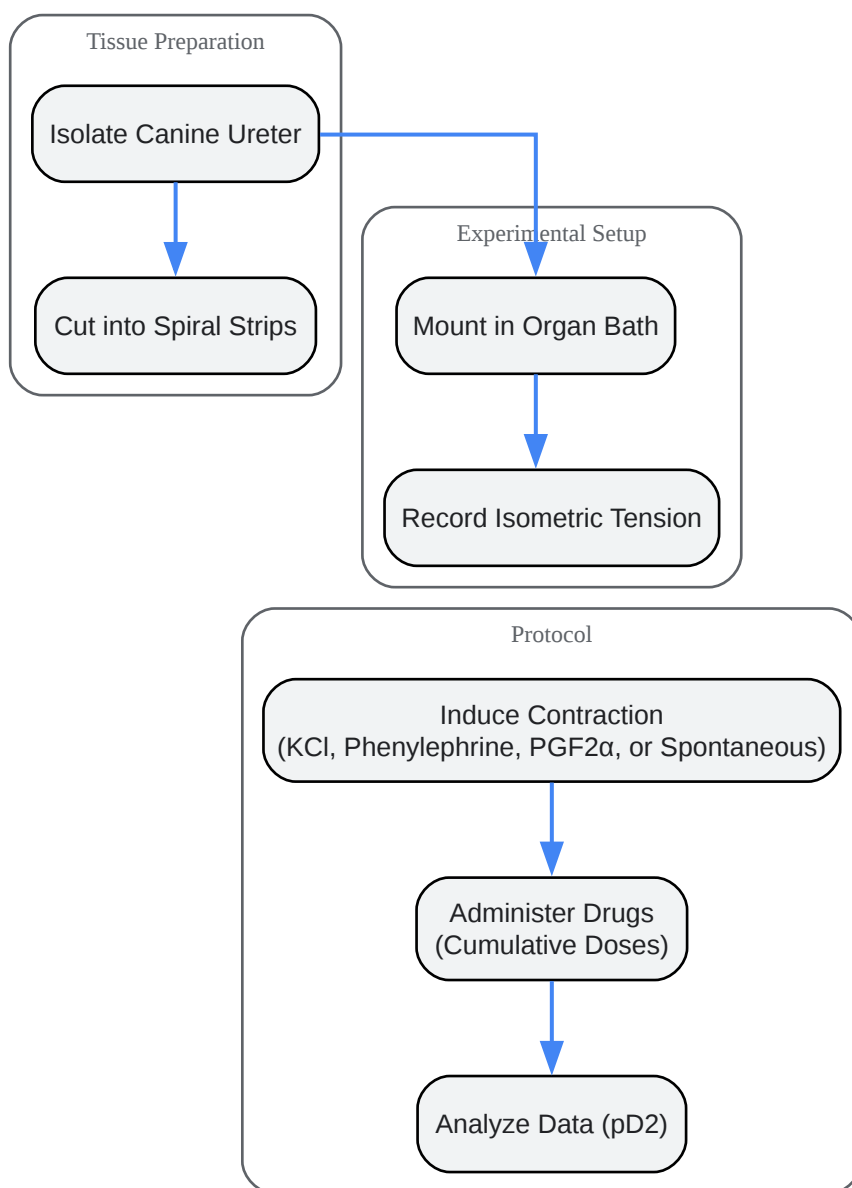 Tissue Preparation
Isolate Canine Ureter
Cut into Spiral Strips
Experimental Setup
Mount in Organ Bath
Record Isometric Tension
Protocol
Induce Contraction
(KCl, Phenylephrine, PGF2α, or Spontaneous)
Administer Drugs
(Cumulative Doses)
Analyze Data (pD2)